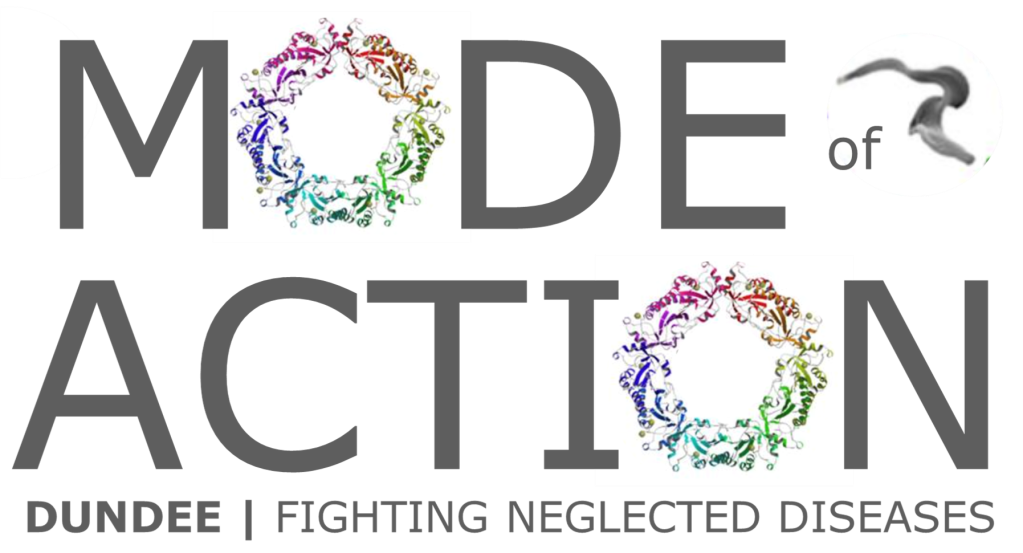 MODE of
ACTION
DUNDEE | FIGHTING NEGLECTED DISEASES